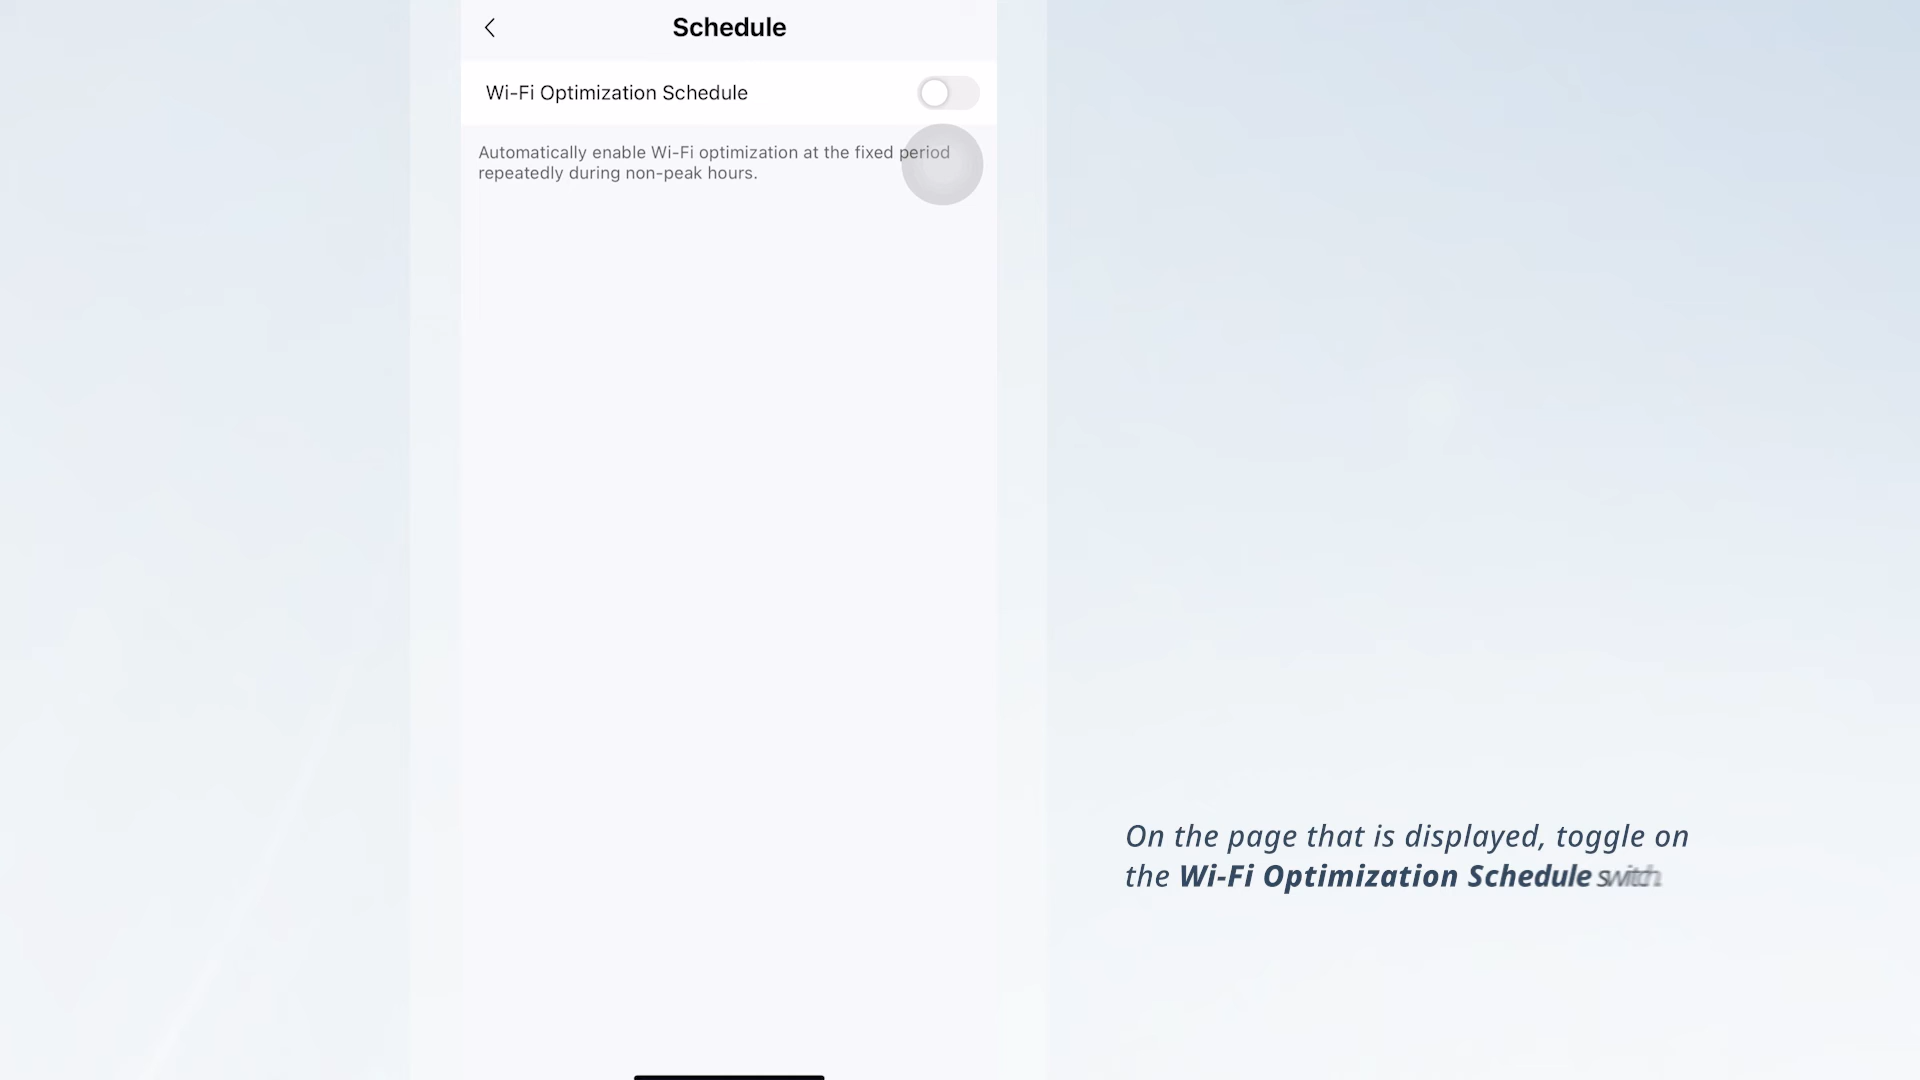 Schedule
Wi-Fi Optimization Schedule
Automatically enable Wi-Fi optimization at the fixed period
repeatedly during non-peak hours.
On the page that is displayed, toggle on
the Wi-Fi Optimization Schedule switch.